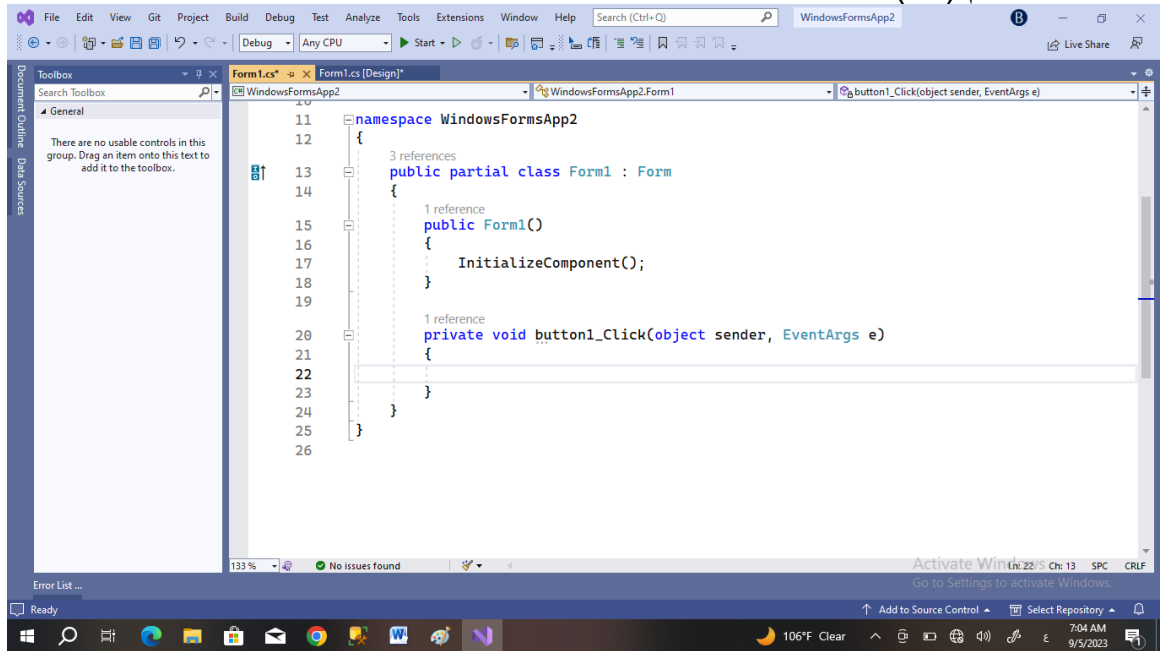 File Edit View Git Project Build Debug Test Analyze Tools Extensions Window Help Search (Ctrl+Q) WindowsFormsApp2 B
Debug Any CPU Start Live Share
Document Outline
Data Sources
Toolbox
Search Toolbox
General
There are no usable controls in this
group. Drag an item onto this text to
add it to the toolbox.
Form1.cs* Form1.cs [Design]*
C# WindowsFormsApp2 WindowsFormsApp2.Form1 button1_Click(object sender, EventArgs e)
10
11 namespace WindowsFormsApp2
12 {
3 references
13 public partial class Form1 : Form
14 {
1 reference
15 public Form1()
16 {
17 InitializeComponent();
18 }
19
1 reference
20 private void button1_Click(object sender, EventArgs e)
21 {
22
23 }
24 }
25 }
26
133 % No issues found Ln: 22 Ch: 13 SPC CRLF
Activate Windows
Go to Settings to activate Windows.
Error List ...
Ready Add to Source Control Select Repository
106°F Clear ع 7:04 AM
9/5/2023